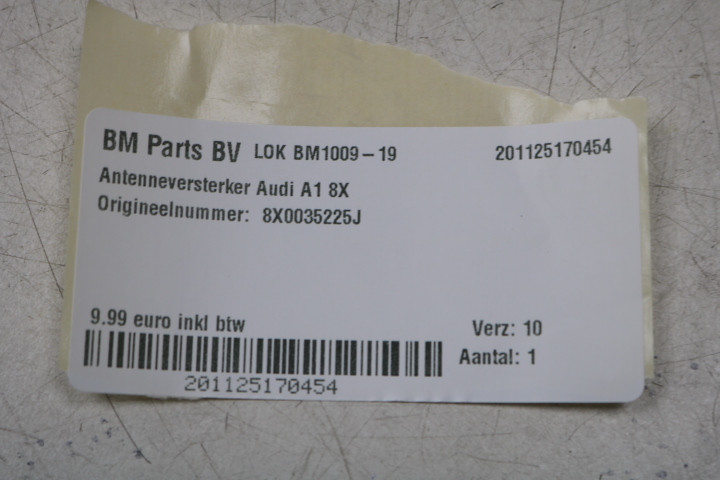 BM Parts BV LOK BM1009-19 201125170454
Antenneversterker Audi A1 8X
Origineelnummer: 8X0035225J
9.99 euro inkl btw Verz: 10
Aantal: 1
201125170454